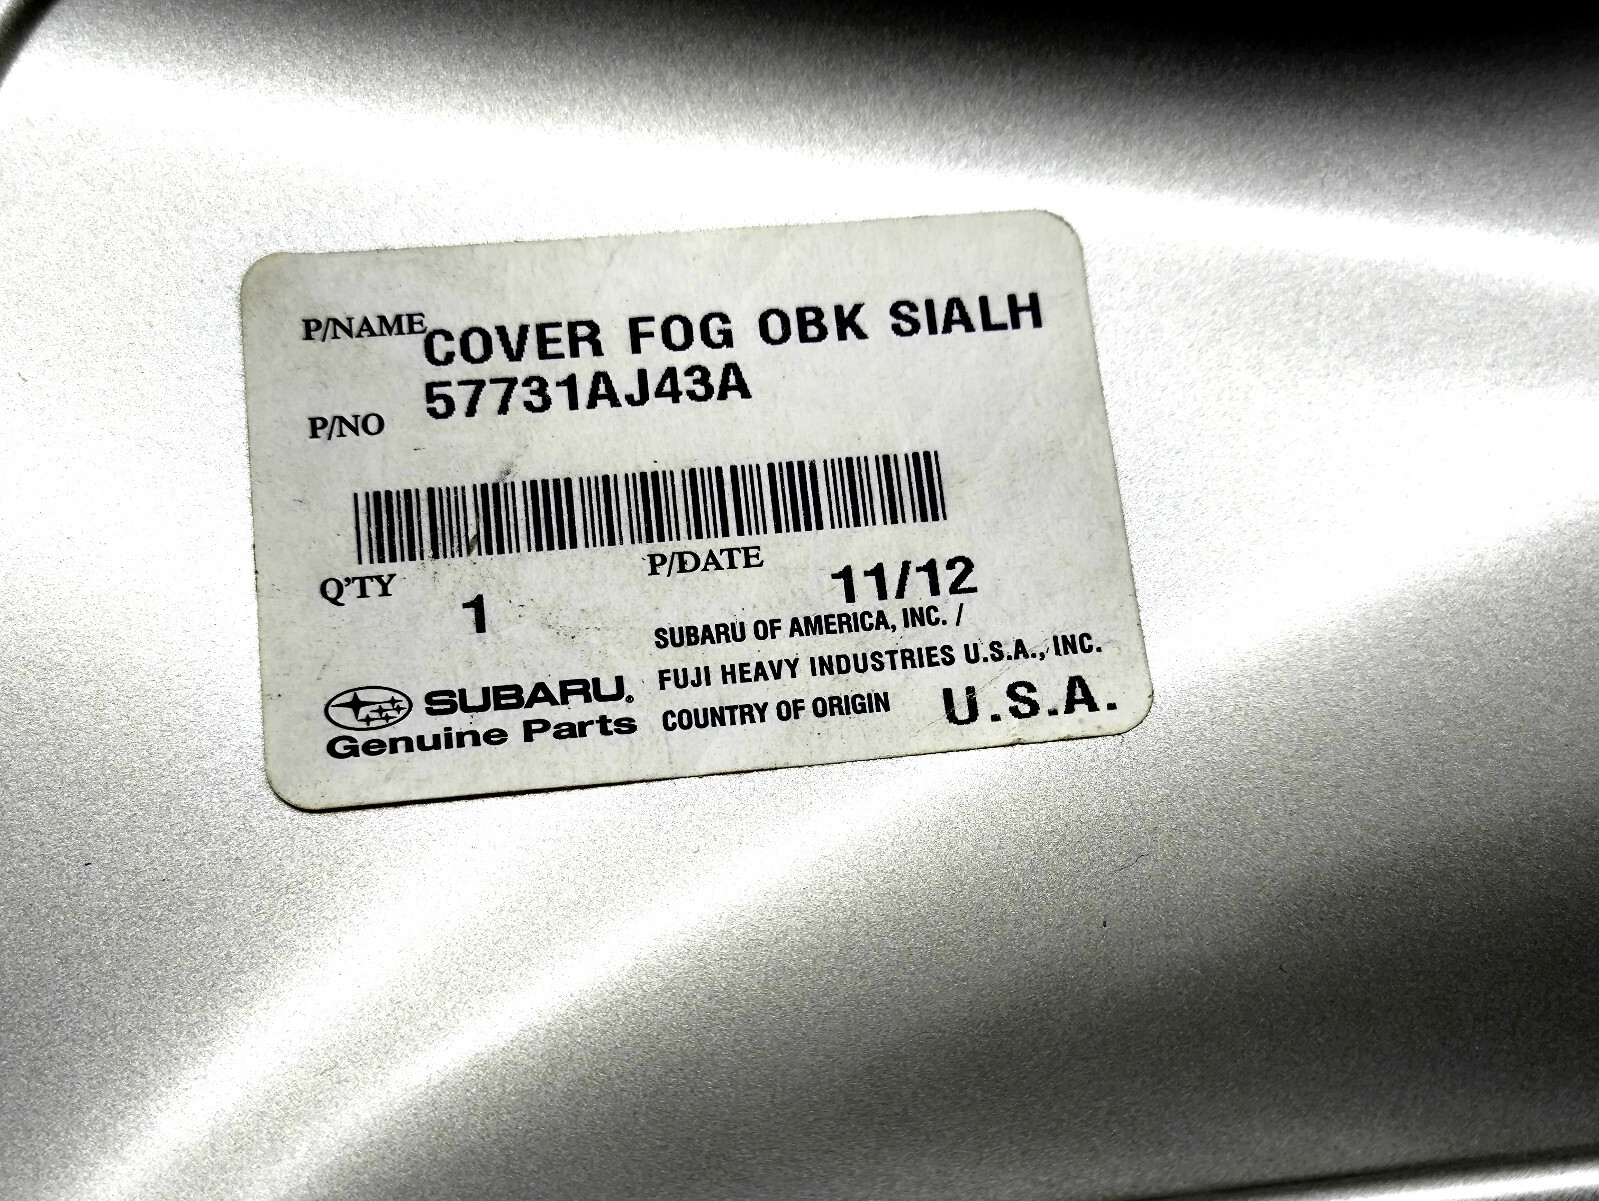 P/NAME COVER FOG OBK SIALH
P/NO 57731AJ43A
Q'TY 1 P/DATE 11/12
SUBARU OF AMERICA, INC. /
FUJI HEAVY INDUSTRIES U.S.A., INC.
COUNTRY OF ORIGIN U.S.A.
SUBARU®
Genuine Parts